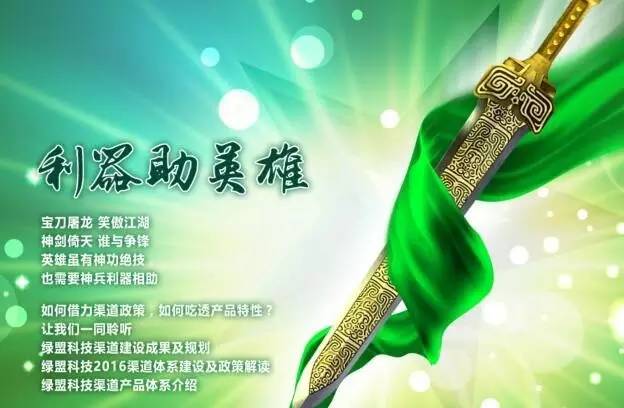 利器助英雄
宝刀屠龙 笑傲江湖
神剑倚天 谁与争锋
英雄虽有神功绝技
也需要神兵利器相助
如何借力渠道政策，如何吃透产品特性？
让我们一同聆听
绿盟科技渠道建设成果及规划
绿盟科技2016渠道体系建设及政策解读
绿盟科技渠道产品体系介绍